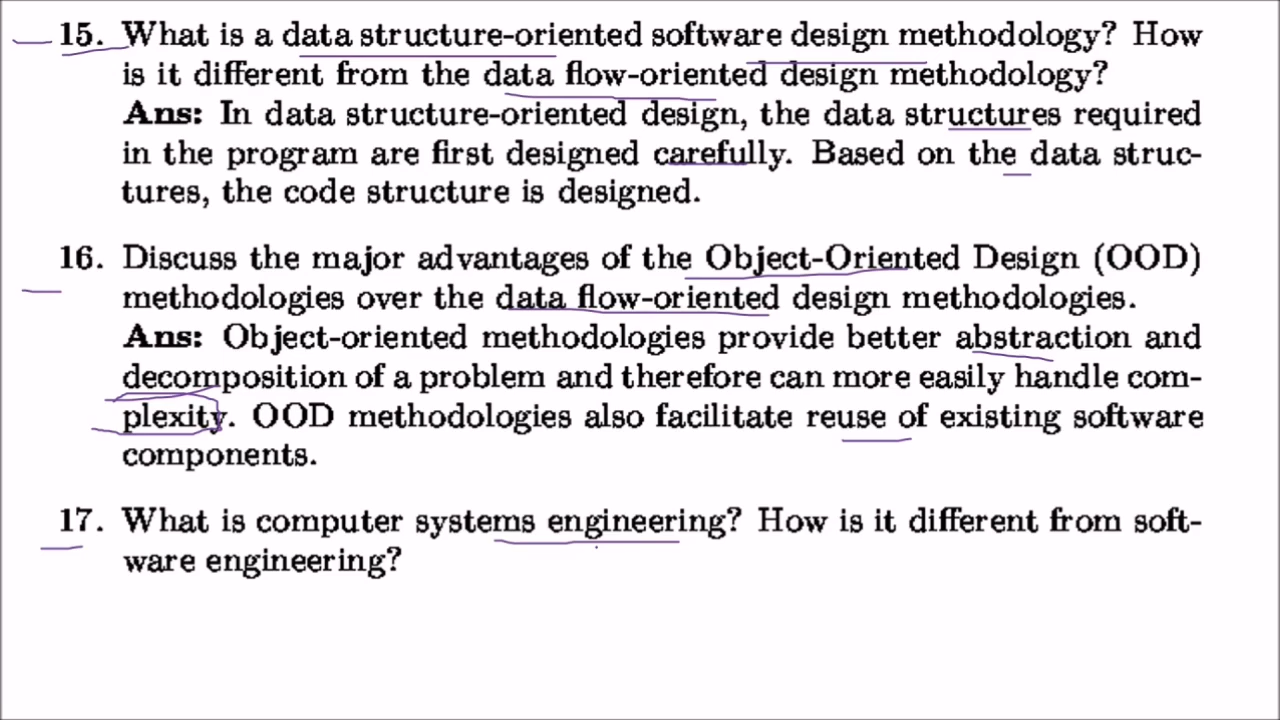 15. What is a data structure-oriented software design methodology? How
is it different from the data flow-oriented design methodology?
Ans: In data structure-oriented design, the data structures required
in the program are first designed carefully. Based on the data struc-
tures, the code structure is designed.
16. Discuss the major advantages of the Object-Oriented Design (OOD)
methodologies over the data flow-oriented design methodologies.
Ans: Object-oriented methodologies provide better abstraction and
decomposition of a problem and therefore can more easily handle com-
plexity. OOD methodologies also facilitate reuse of existing software
components.
17. What is computer systems engineering? How is it different from soft-
ware engineering?